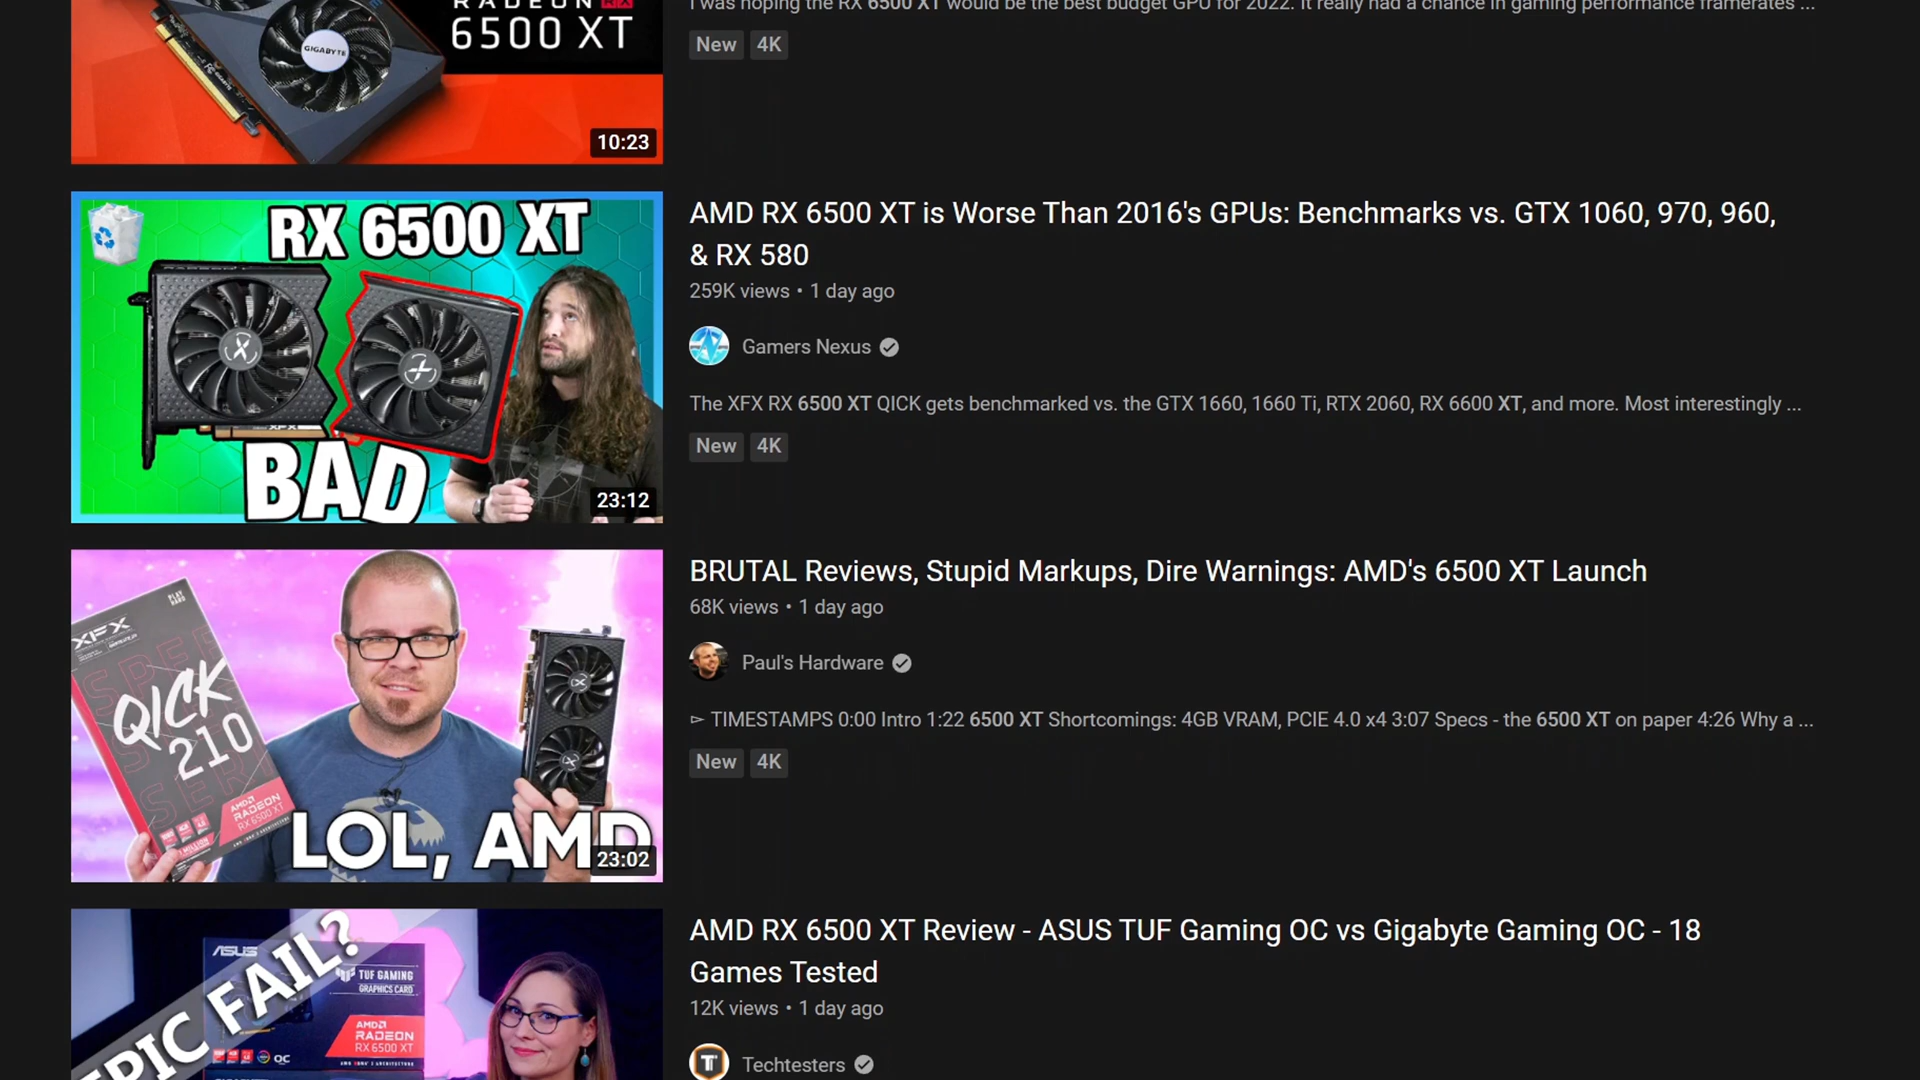 RADEON RX
6500 XT
GIGABYTE
10:23
I was hoping the RX 6500 XT would be the best budget GPU for 2022. It really had a chance in gaming performance framerates ...
New 4K
RX 6500 XT
BAD
XFX
23:12
AMD RX 6500 XT is Worse Than 2016's GPUs: Benchmarks vs. GTX 1060, 970, 960,
& RX 580
259K views • 1 day ago
Gamers Nexus
The XFX RX 6500 XT QICK gets benchmarked vs. the GTX 1660, 1660 Ti, RTX 2060, RX 6600 XT, and more. Most interestingly ...
New 4K
PLAY
HARD
XFX
QICK
210
AMD
RADEON
RX 6500 XT
LOL, AMD
23:02
BRUTAL Reviews, Stupid Markups, Dire Warnings: AMD's 6500 XT Launch
68K views • 1 day ago
Paul's Hardware
▻ TIMESTAMPS 0:00 Intro 1:22 6500 XT Shortcomings: 4GB VRAM, PCIE 4.0 x4 3:07 Specs - the 6500 XT on paper 4:26 Why a ...
New 4K
EPIC FAIL?
ASUS
TUF GAMING
GRAPHICS CARD
AMD
RADEON
RX 6500 XT
OC
AMD RX 6500 XT Review - ASUS TUF Gaming OC vs Gigabyte Gaming OC - 18
Games Tested
12K views • 1 day ago
Techtesters